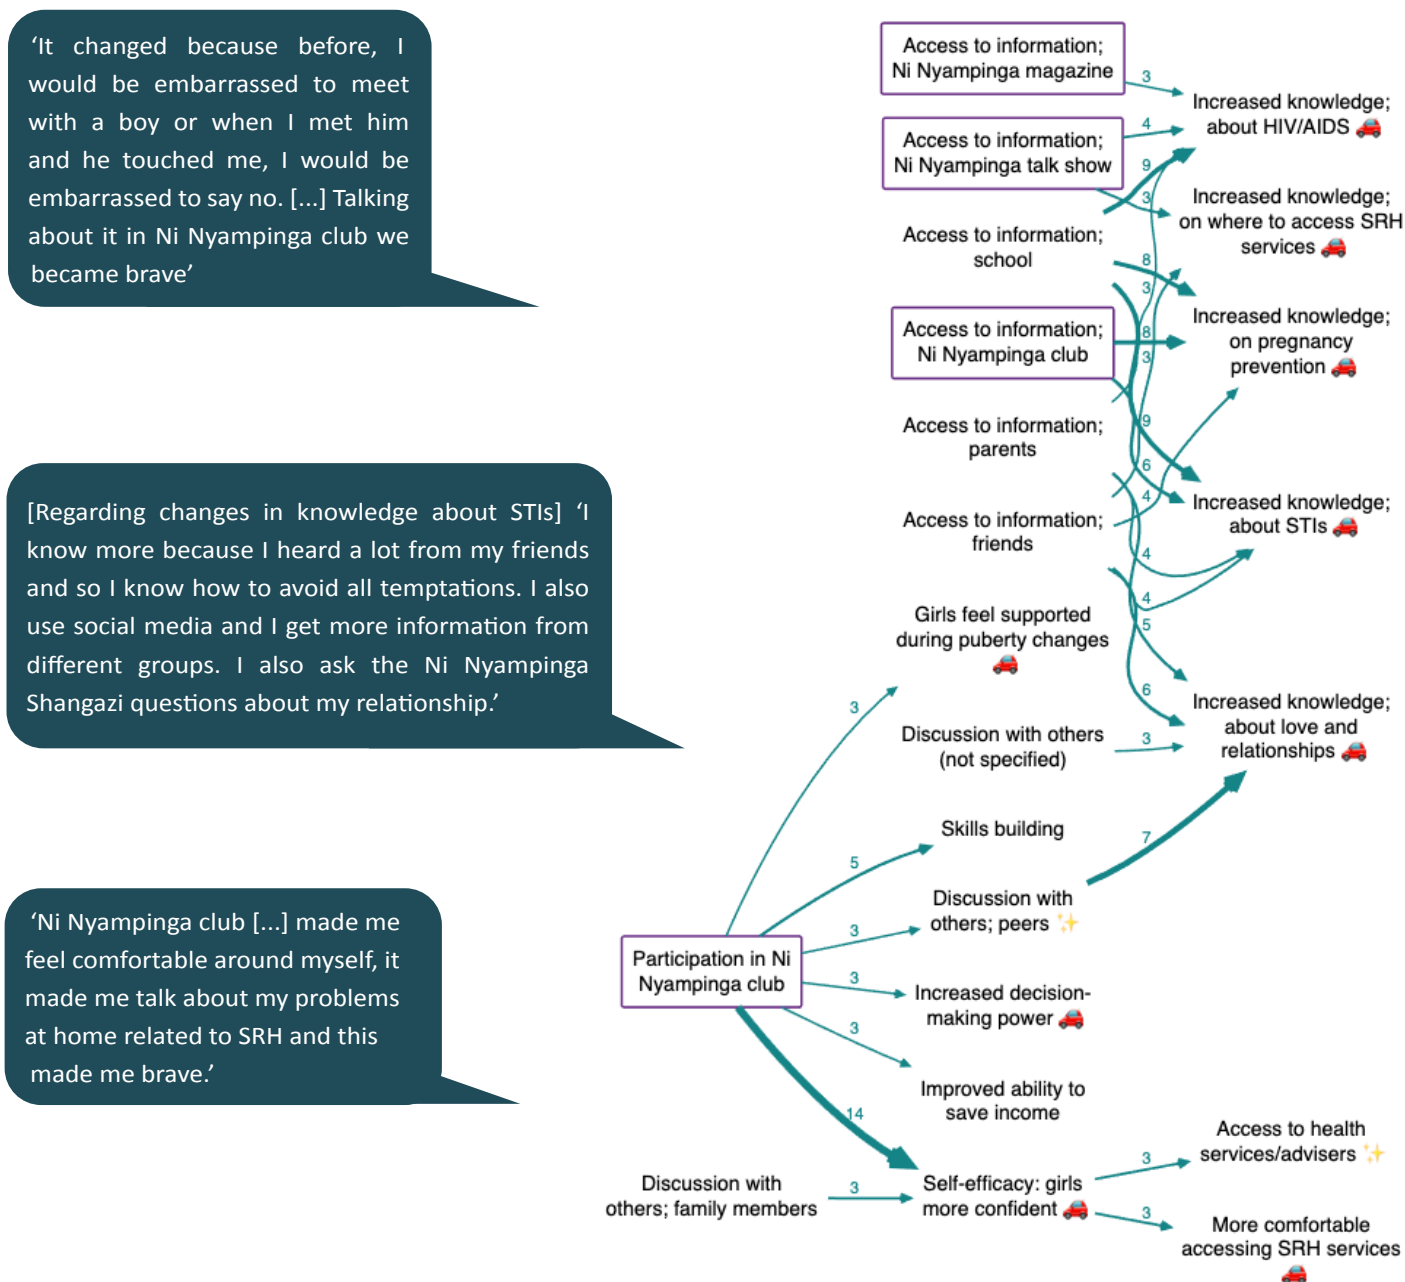 ‘It changed because before, I
would be embarrassed to meet
with a boy or when I met him
and he touched me, I would be
embarrassed to say no. [...] Talking
about it in Ni Nyampinga club we
became brave’
[Regarding changes in knowledge about STIs] ‘I
know more because I heard a lot from my friends
and so I know how to avoid all temptations. I also
use social media and I get more information from
different groups. I also ask the Ni Nyampinga
Shangazi questions about my relationship.’
‘Ni Nyampinga club [...] made me
feel comfortable around myself, it
made me talk about my problems
at home related to SRH and this
made me brave.’
Access to information;
Ni Nyampinga magazine
Access to information;
Ni Nyampinga talk show
Access to information;
school
Access to information;
Ni Nyampinga club
Access to information;
parents
Access to information;
friends
Girls feel supported
during puberty changes
Discussion with others
(not specified)
Skills building
Discussion with
others; peers
Participation in Ni
Nyampinga club
Increased decision-
making power
Improved ability to
save income
Discussion with
others; family members
Self-efficacy: girls
more confident
Increased knowledge;
about HIV/AIDS
Increased knowledge;
on where to access SRH
services
Increased knowledge;
on pregnancy
prevention
Increased knowledge;
about STIs
Increased knowledge;
about love and
relationships
Access to health
services/advisers
More comfortable
accessing SRH services
3
4
9
3
8
3
8
3
9
6
4
4
4
5
6
3
7
3
5
3
3
3
14
3
3
3